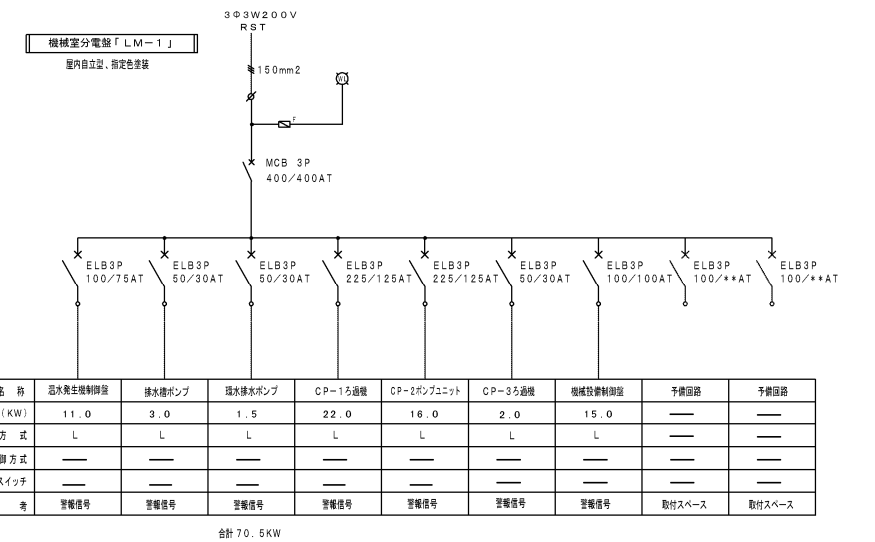 3Φ3W200V
RST
機械室分電盤「LM－1」
屋内自立型、指定色塗装
150mm2
WL
F
MCB 3P
400/400AT
ELB3P ELB3P ELB3P ELB3P ELB3P ELB3P ELB3P ELB3P ELB3P
100/75AT 50/30AT 50/30AT 225/125AT 225/125AT 50/30AT 100/100AT 100/**AT 100/**AT
名 称 温水発生機制御盤 排水槽ポンプ 環水排水ポンプ CP－1ろ過機 CP－2ポンプユニット CP－3ろ過機 機械設備制御盤 予備回路 予備回路
(KW) 11.0 3.0 1.5 22.0 16.0 2.0 15.0 ― ―
方 式 L L L L L L L ― ―
御方式 ― ― ― ― ― ― ― ― ―
スイッチ ― ― ― ― ― ― ― ― ―
考 警報信号 警報信号 警報信号 警報信号 警報信号 警報信号 警報信号 取付スペース 取付スペース
合計70.5KW